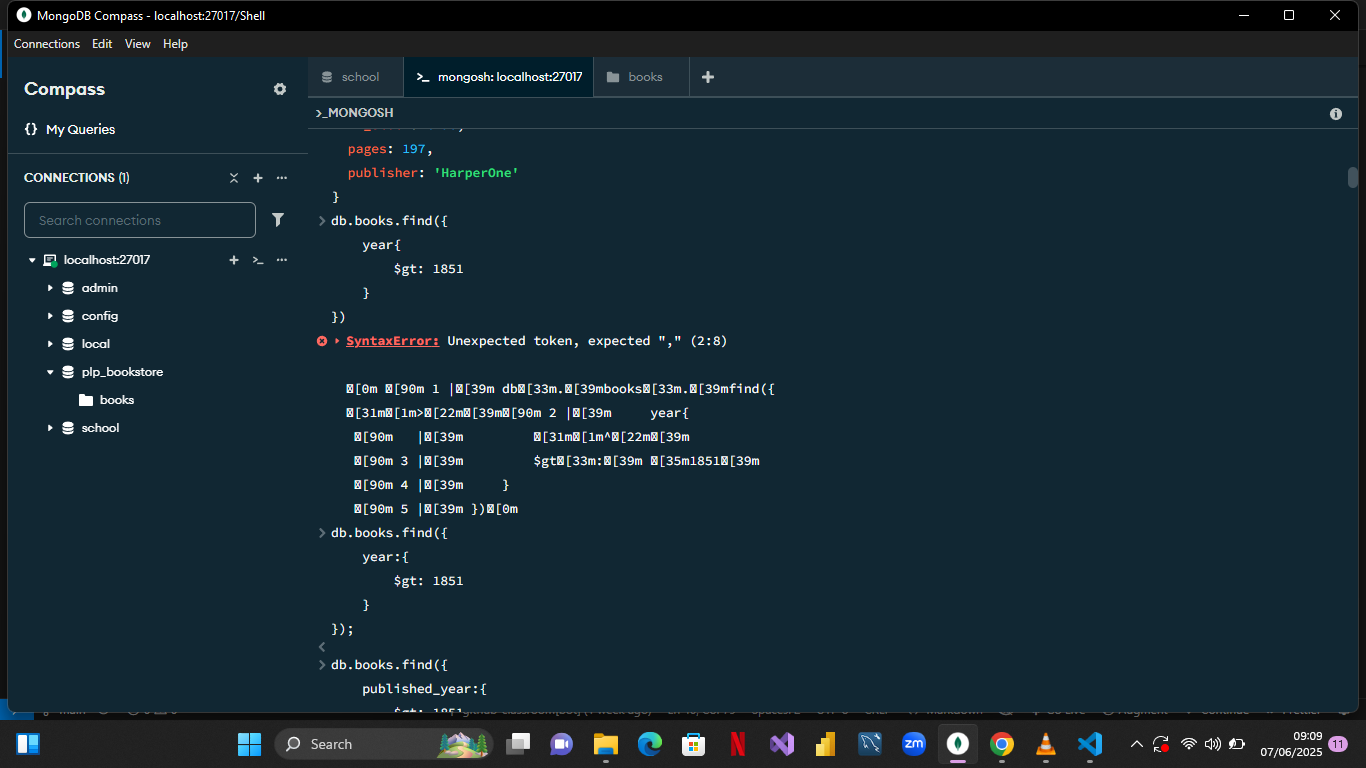 MongoDB Compass - localhost:27017/Shell
Connections Edit View Help
Compass
{} My Queries
CONNECTIONS (1)
Search connections
localhost:27017
admin
config
local
plp_bookstore
books
school
school
>_ mongosh: localhost:27017
books
>_MONGOSH
pages: 197,
publisher: 'HarperOne'
}
db.books.find({
year{
$gt: 1851
}
})
SyntaxError: Unexpected token, expected "," (2:8)
[0m [90m 1 |[39m db[33m.[39mbooks[33m.[39mfind({
[31m[1m>[22m[39m[90m 2 |[39m year{
[90m |[39m [31m[1m^[22m[39m
[90m 3 |[39m $gt[33m:[39m [35m1851[39m
[90m 4 |[39m }
[90m 5 |[39m })[0m
db.books.find({
year:{
$gt: 1851
}
});
db.books.find({
published_year:{
$gt: 1851
Search
zm
09:09
07/06/2025
11